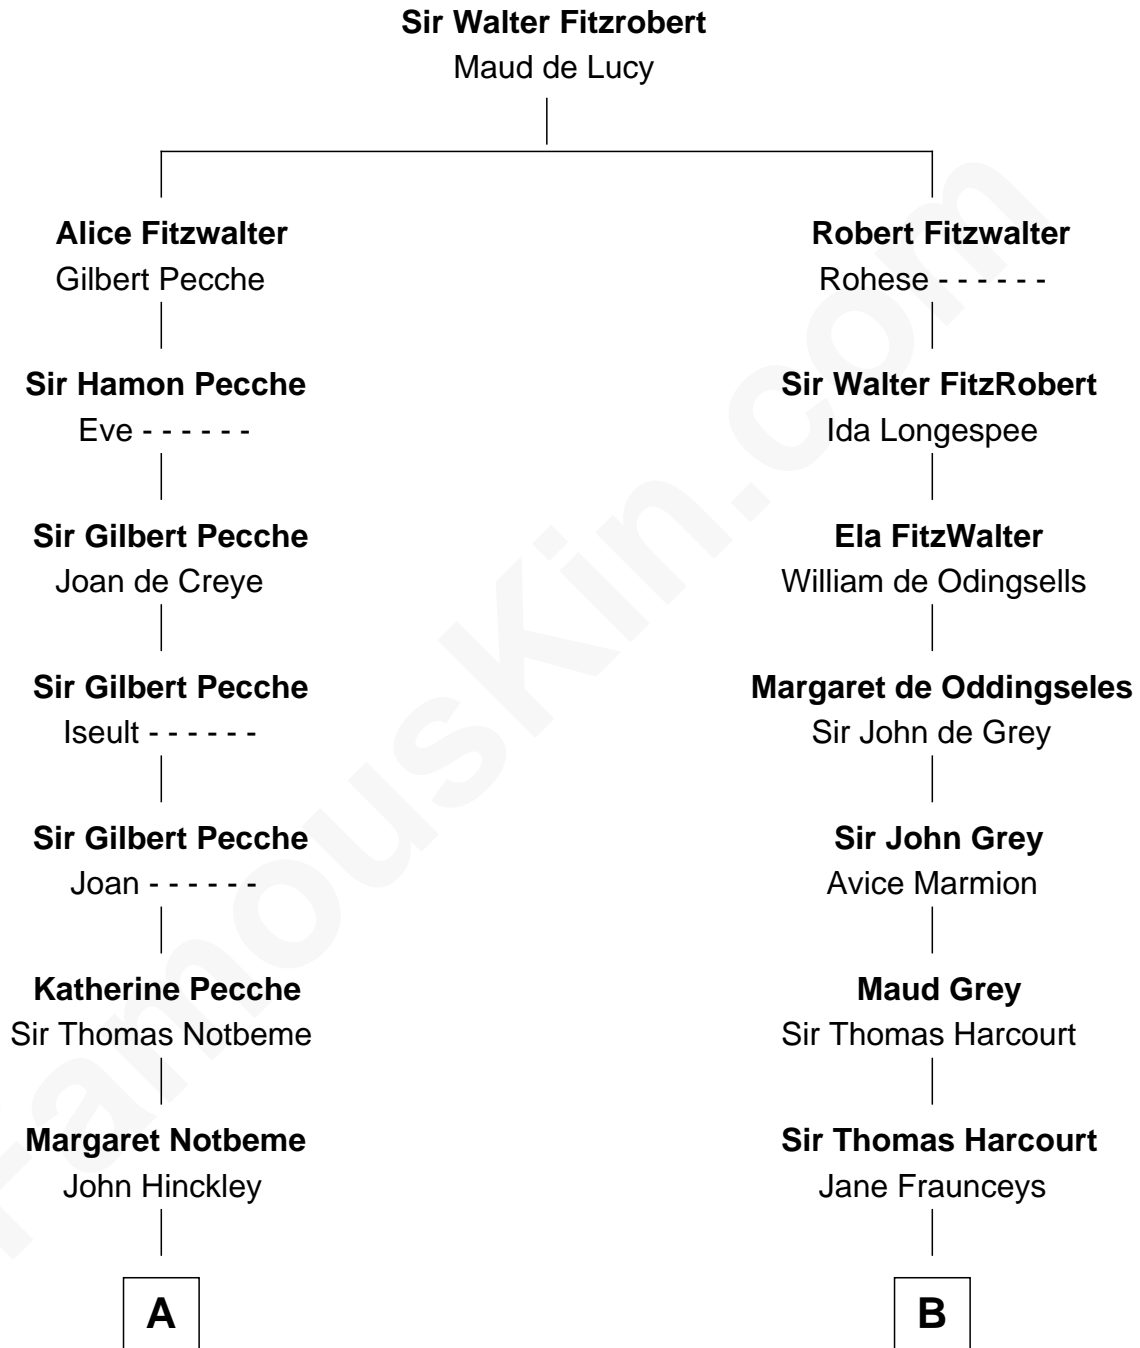 Sir Walter Fitzrobert
Maud de Lucy
Alice Fitzwalter
Gilbert Pecche
Robert Fitzwalter
Rohese - - - - - -
Sir Hamon Pecche
Eve - - - - - -
Sir Walter FitzRobert
Ida Longespee
Sir Gilbert Pecche
Joan de Creye
Ela FitzWalter
William de Odingsells
Sir Gilbert Pecche
Iseult - - - - - -
Margaret de Oddingseles
Sir John de Grey
Sir Gilbert Pecche
Joan - - - - - -
Sir John Grey
Avice Marmion
Katherine Pecche
Sir Thomas Notbeme
Maud Grey
Sir Thomas Harcourt
Margaret Notbeme
John Hinckley
Sir Thomas Harcourt
Jane Fraunceys
A
B
FamousKin.com